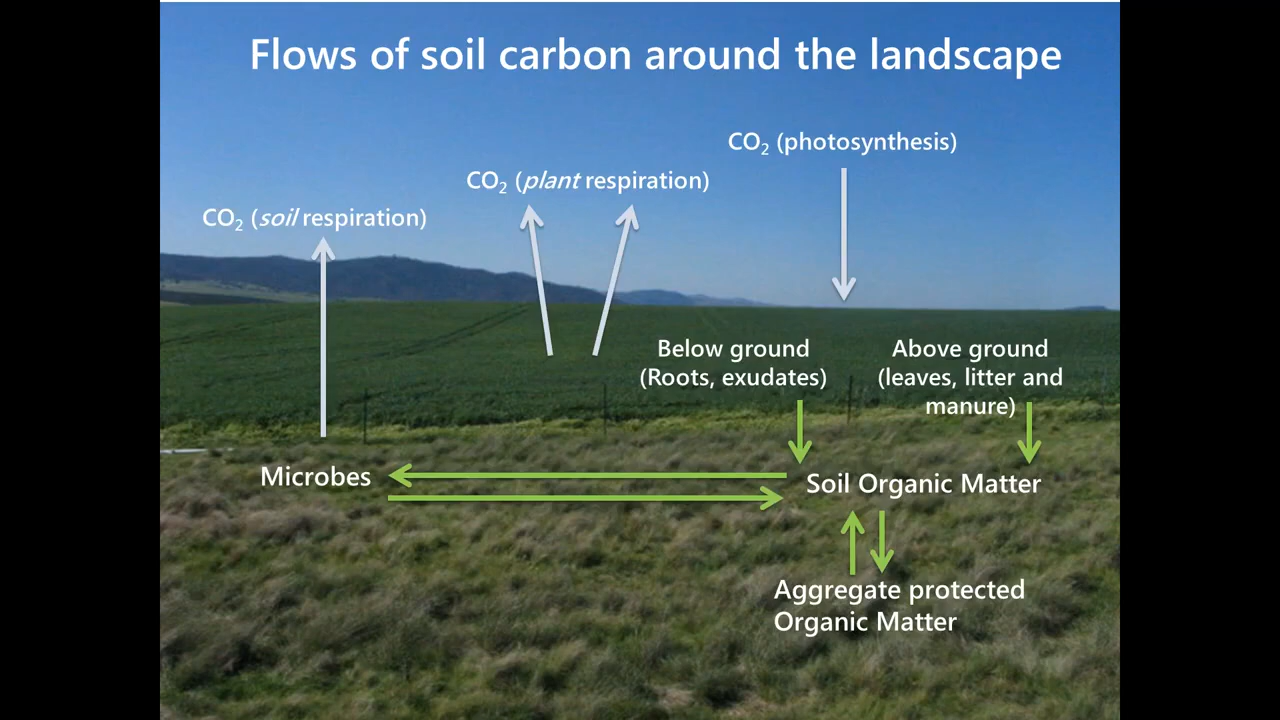 Flows of soil carbon around the landscape
CO₂ (photosynthesis)
CO₂ (plant respiration)
CO₂ (soil respiration)
Below ground
(Roots, exudates)
Above ground
(leaves, litter and
manure)
Microbes
Soil Organic Matter
Aggregate protected
Organic Matter